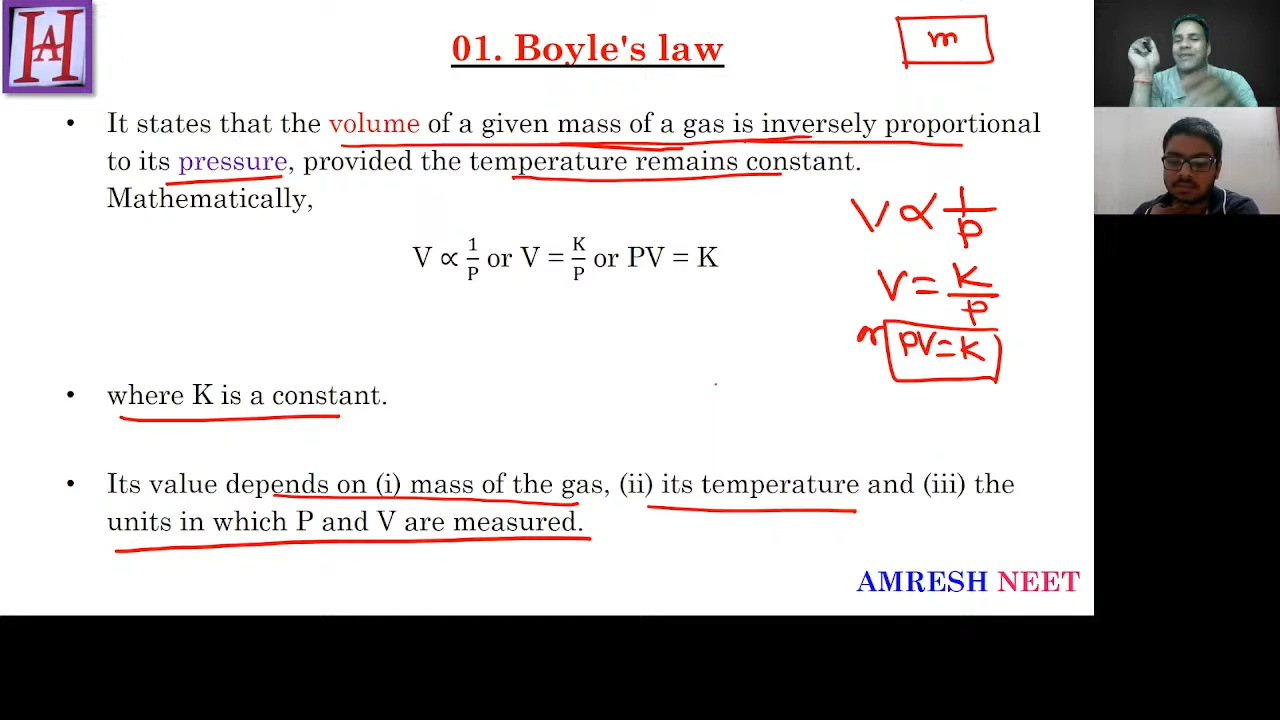 HA
01. Boyle's law
m
• It states that the volume of a given mass of a gas is inversely proportional
to its pressure, provided the temperature remains constant.
Mathematically,
V ∝ 1/P or V = K/P or PV = K
V ∝ 1/P
V = K/P
or PV = K
• where K is a constant.
• Its value depends on (i) mass of the gas, (ii) its temperature and (iii) the
units in which P and V are measured.
AMRESH NEET